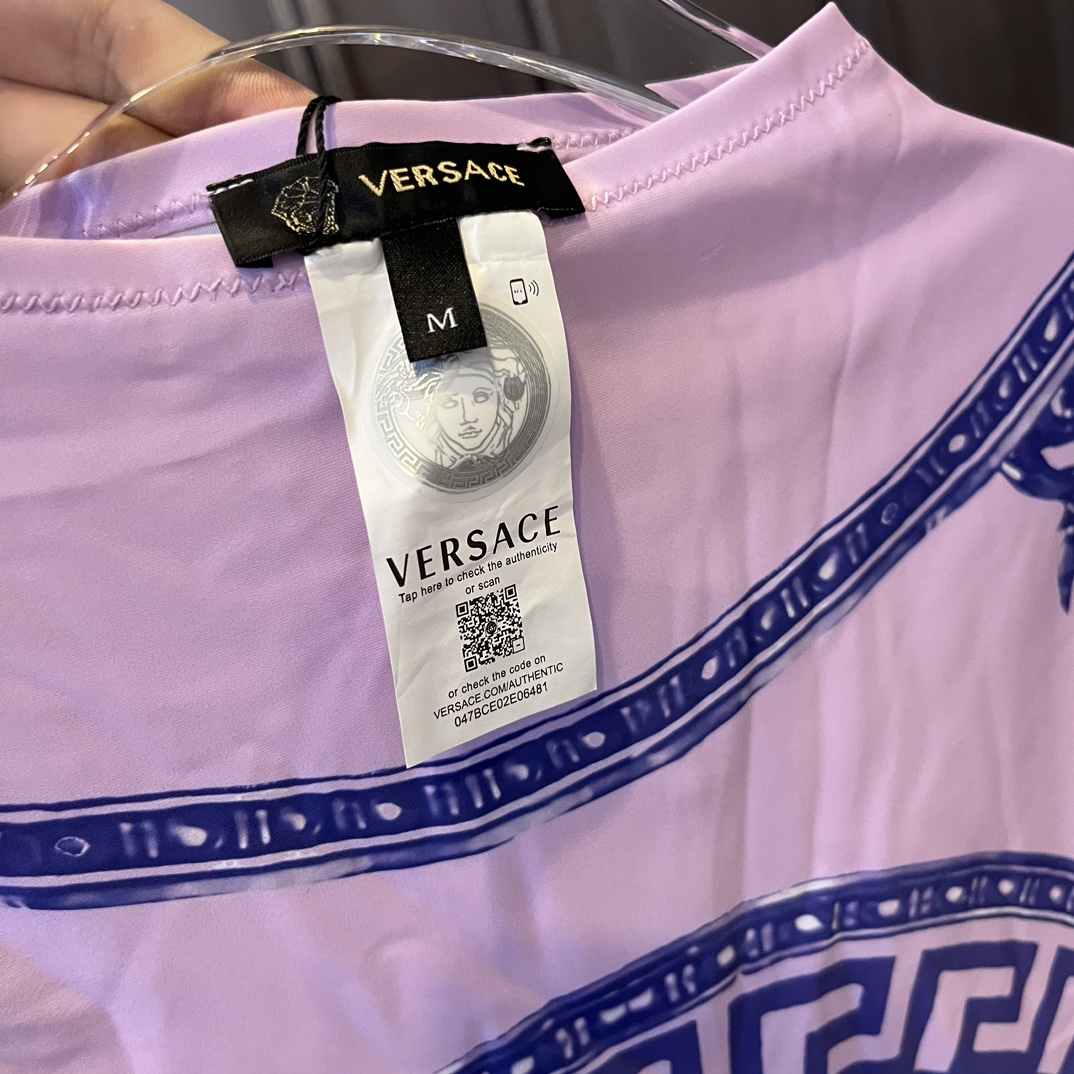 VERSACE
M
VERSACE
Tap here to check the authenticity
or scan
or check the code on
VERSACE.COM/AUTHENTIC
047BCE02E06481